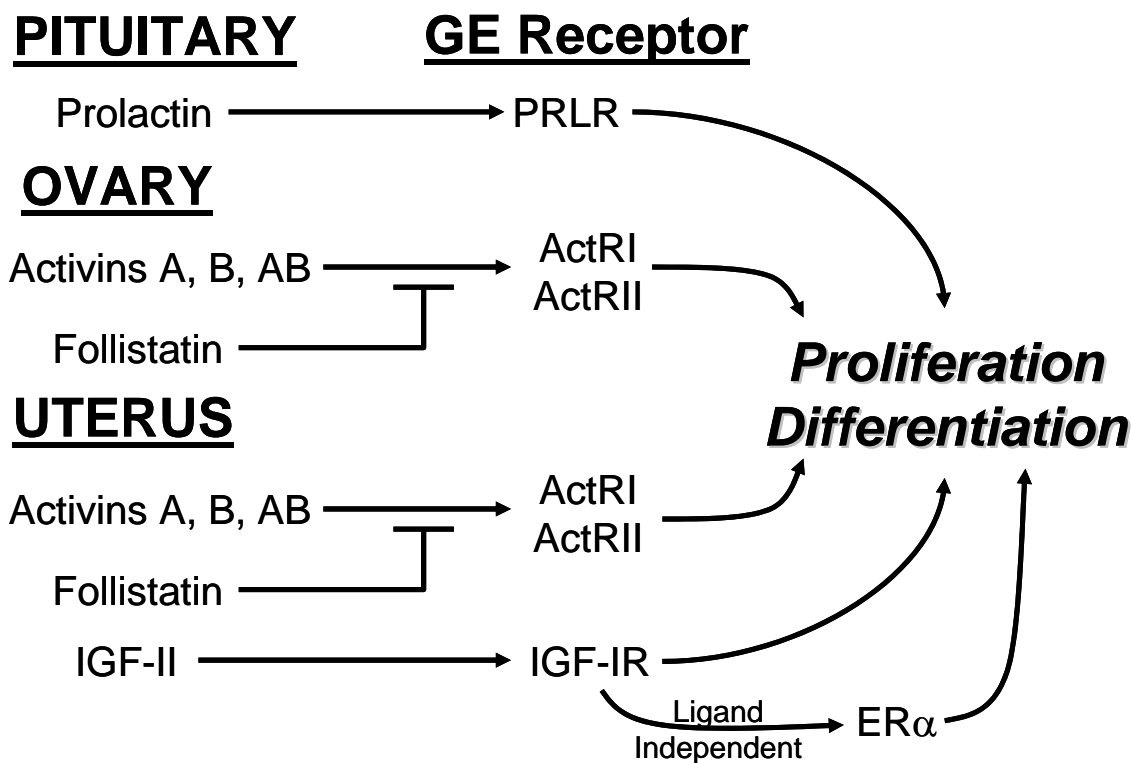 PITUITARY
GE Receptor
Prolactin
PRLR
OVARY
Activins A, B, AB
ActRI
ActRII
Follistatin
Proliferation
Differentiation
UTERUS
Activins A, B, AB
ActRI
ActRII
Follistatin
IGF-II
IGF-IR
Ligand
Independent
ERα